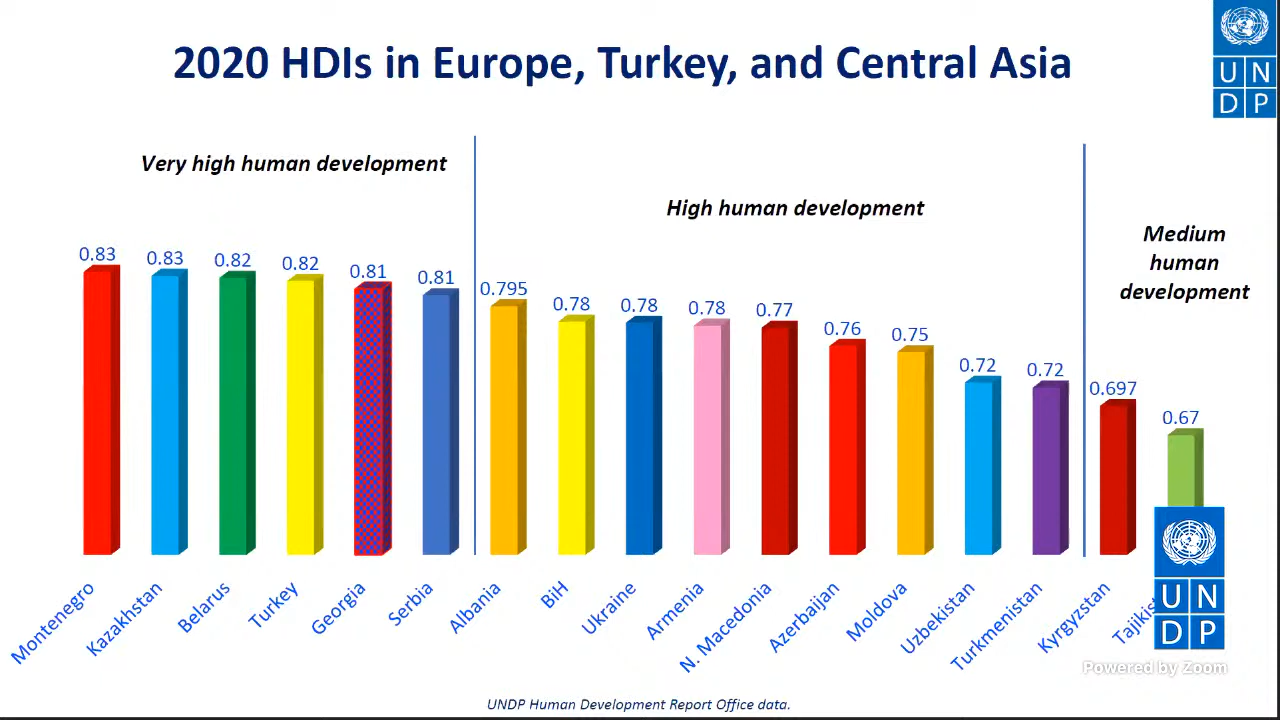 2020 HDIs in Europe, Turkey, and Central Asia
UN
DP
Very high human development
High human development
Medium
human
development
0.83
0.83
0.82
0.82
0.81
0.81
0.795
0.78
0.78
0.78
0.77
0.76
0.75
0.72
0.72
0.697
0.67
Montenegro
Kazakhstan
Belarus
Turkey
Georgia
Serbia
Albania
BiH
Ukraine
Armenia
N. Macedonia
Azerbaijan
Moldova
Uzbekistan
Turkmenistan
Kyrgyzstan
UN
DP
Powered by Zoom
UNDP Human Development Report Office data.